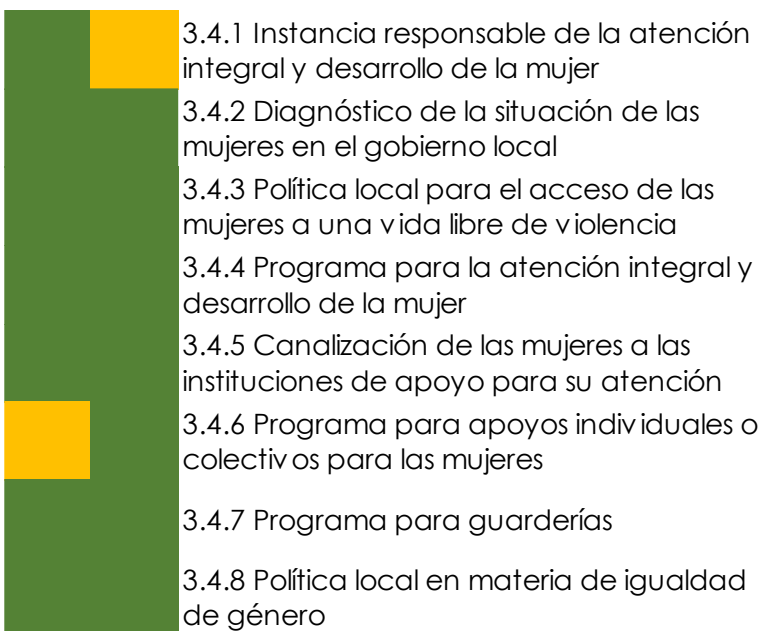 3.4.1 Instancia responsable de la atención
integral y desarrollo de la mujer
3.4.2 Diagnóstico de la situación de las
mujeres en el gobierno local
3.4.3 Política local para el acceso de las
mujeres a una vida libre de violencia
3.4.4 Programa para la atención integral y
desarrollo de la mujer
3.4.5 Canalización de las mujeres a las
instituciones de apoyo para su atención
3.4.6 Programa para apoyos individuales o
colectivos para las mujeres
3.4.7 Programa para guarderías
3.4.8 Política local en materia de igualdad
de género